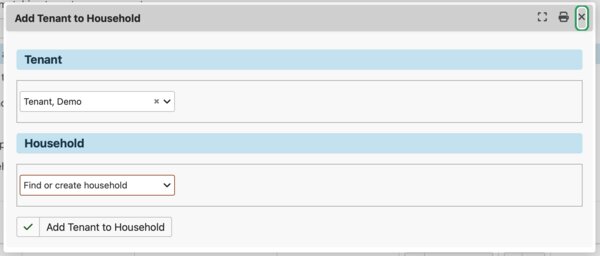 Add Tenant to Household
Tenant
Tenant, Demo
Household
Find or create household
Add Tenant to Household